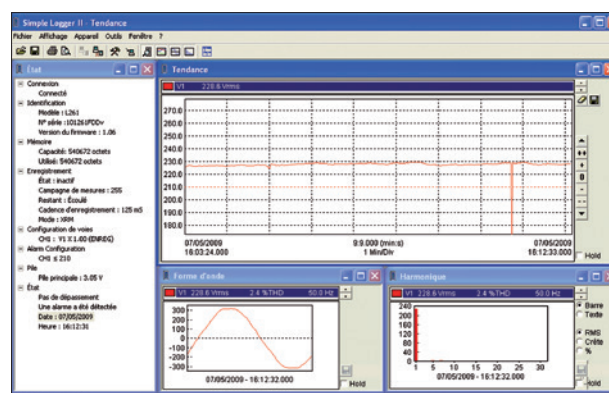 Simple Logger II - Tendance
Fichier Affichage Appareil Outils Fenêtre ?
État
Connexion
Connecté
Identification
Modèle : L261
N° série : 101261FDDv
Version du firmware : 1.06
Mémoire
Capacité: 540672 octets
Utilisé: 540672 octets
Enregistrement
État : Inactif
Campagne de mesures : 255
Restant : Écoulé
Cadence d'enregistrement : 125 mS
Mode : XRM
Configuration de voies
CH1 : V1 X 1.00 (ENREG)
Alarm Configuration
CH1 ≤ 210
Pile
Pile principale : 3.05 V
État
Pas de dépassement
Une alarme a été détectée
Date : 07/05/2009
Heure : 16:12:31
Tendance
V1 228.6 Vrms
270.0
260.0
250.0
240.0
230.0
220.0
210.0
200.0
190.0
180.0
07/05/2009 9:9.000 (min:s) 07/05/2009
16:03:24.000 1 Min/Div 16:12:33.000
Hold
Forme d'onde
V1 228.6 Vrms 2.4 %THD 50.0 Hz
300
200
100
0
-100
-200
-300
07/05/2009 - 16:12:32.000
Hold
Harmonique
V1 228.6 Vrms 2.4 %THD 50.0 Hz
240
200
160
120
80
40
0
1 5 10 15 20 25 30
07/05/2009 - 16:12:32.000
Barre
Texte
RMS
Crête
%
Hold